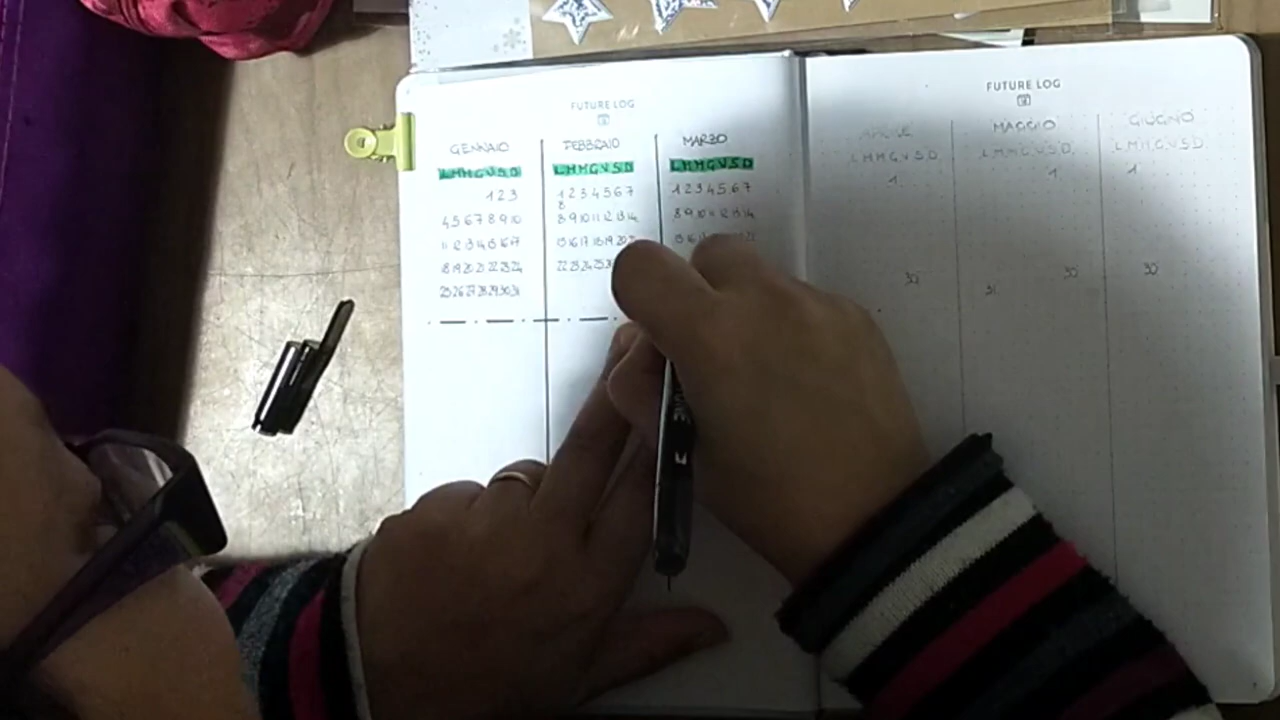 FUTURE LOG
GENNAIO
LMMGVSD
1 2 3
4 5 6 7 8 9 10
11 12 13 14 15 16 17
18 19 20 21 22 23 24
25 26 27 28 29 30 31
FEBBRAIO
LMMGVSD
1 2 3 4 5 6 7
8
8 9 10 11 12 13 14
15 16 17 18 19 20
22 23 24 25
MARZO
LMMGVSD
1 2 3 4 5 6 7
8 9 10 11 12 13 14
15 16
FUTURE LOG
APRILE
LMMGVSD
1
30
MAGGIO
LMMGVSD
1
30
31
GIUGNO
LMMGVSD
1
30